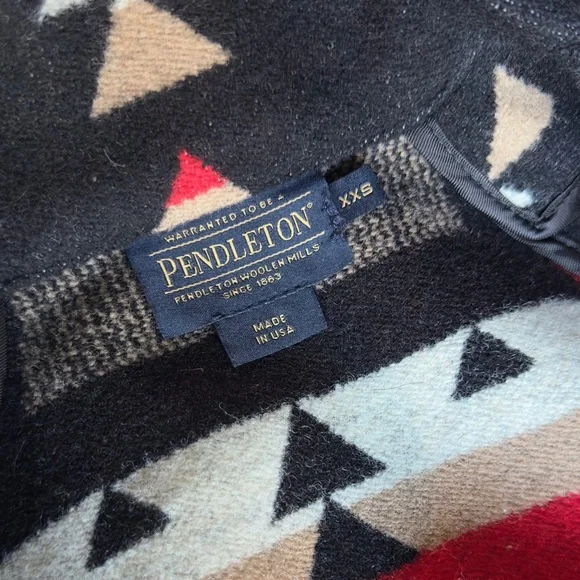 WARRANTED TO BE A
PENDLETON®
PENDLETON WOOLEN MILLS
SINCE 1863
XXS
MADE
IN USA